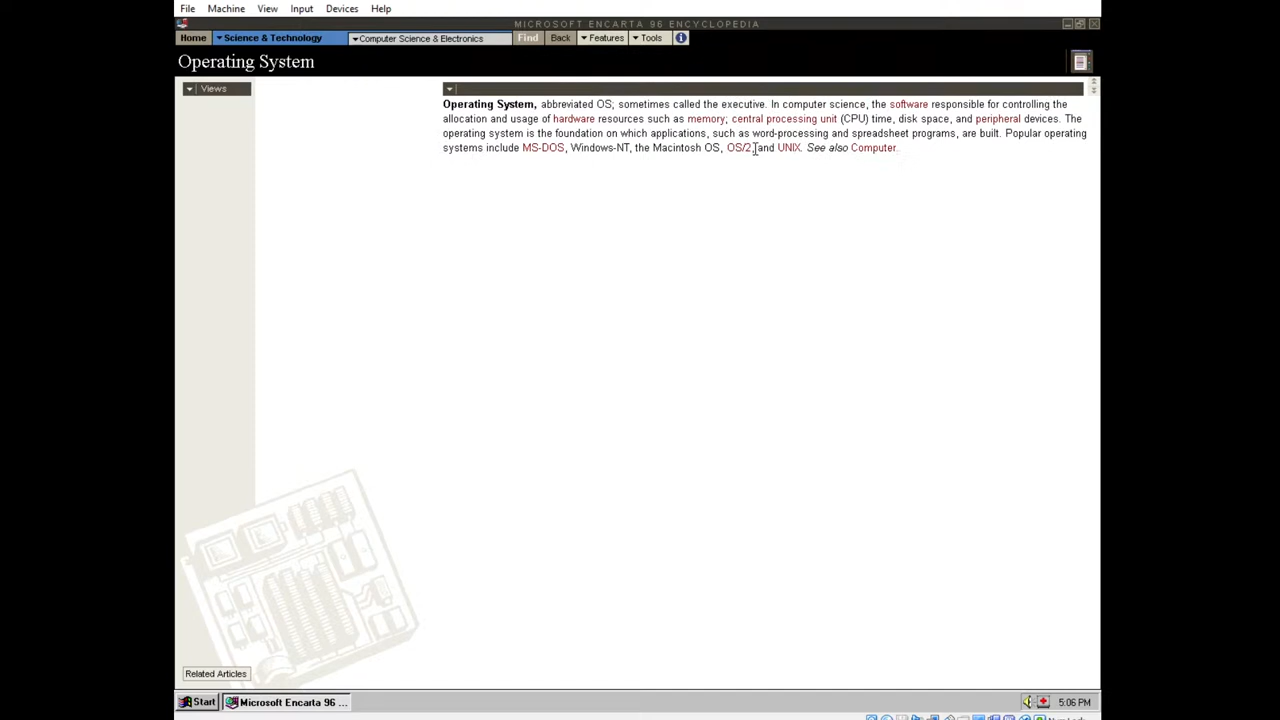 File Machine View Input Devices Help
MICROSOFT ENCARTA 96 ENCYCLOPEDIA
Home Science & Technology Computer Science & Electronics Find Back Features Tools
Operating System
Views
Operating System, abbreviated OS; sometimes called the executive. In computer science, the software responsible for controlling the
allocation and usage of hardware resources such as memory; central processing unit (CPU) time, disk space, and peripheral devices. The
operating system is the foundation on which applications, such as word-processing and spreadsheet programs, are built. Popular operating
systems include MS-DOS, Windows-NT, the Macintosh OS, OS/2, and UNIX. See also Computer.
Related Articles
Start Microsoft Encarta 96 ... 5:06 PM